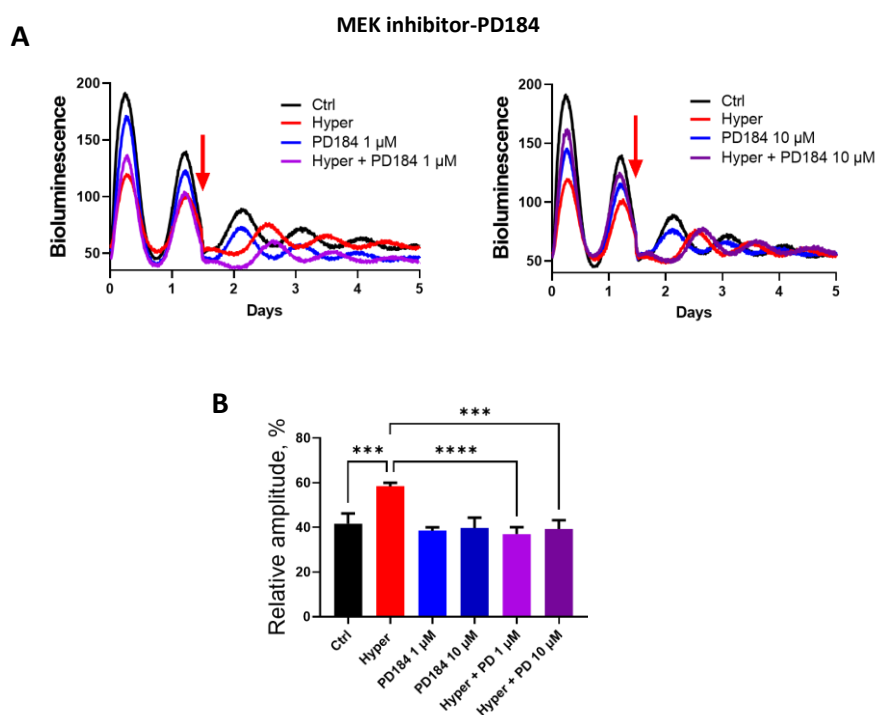 MEK inhibitor-PD184
A
Bioluminescence
200
150
100
50
0 1 2 3 4 5
Days
Ctrl
Hyper
PD184 1 µM
Hyper + PD184 1 µM
Bioluminescence
200
150
100
50
0 1 2 3 4 5
Days
Ctrl
Hyper
PD184 10 µM
Hyper + PD184 10 µM
B
Relative amplitude, %
80
60
40
20
0
***
***
****
Ctrl
Hyper
PD184 1 µM
PD184 10 µM
Hyper + PD 1 µM
Hyper + PD 10 µM